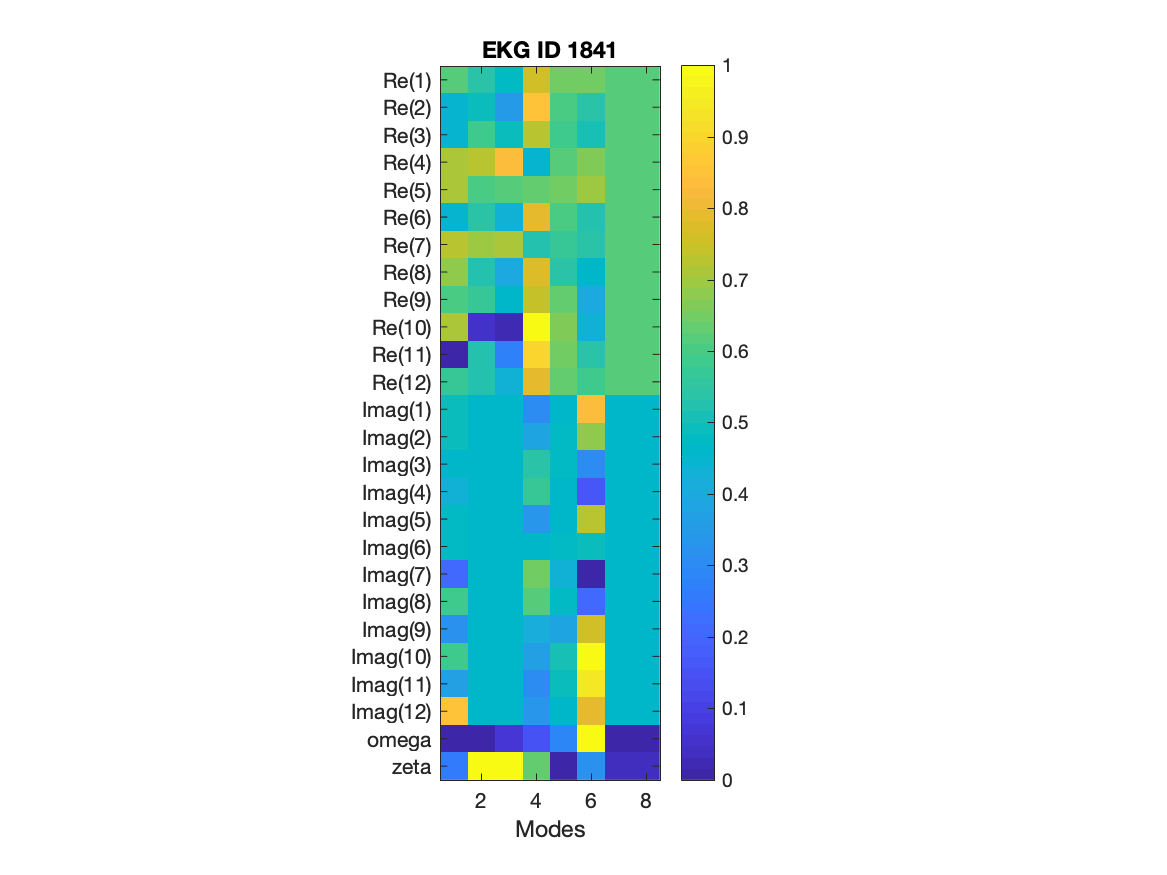 EKG ID 1841
Re(1)
Re(2)
Re(3)
Re(4)
Re(5)
Re(6)
Re(7)
Re(8)
Re(9)
Re(10)
Re(11)
Re(12)
Imag(1)
Imag(2)
Imag(3)
Imag(4)
Imag(5)
Imag(6)
Imag(7)
Imag(8)
Imag(9)
Imag(10)
Imag(11)
Imag(12)
omega
zeta
2 4 6 8
Modes
1
0.9
0.8
0.7
0.6
0.5
0.4
0.3
0.2
0.1
0